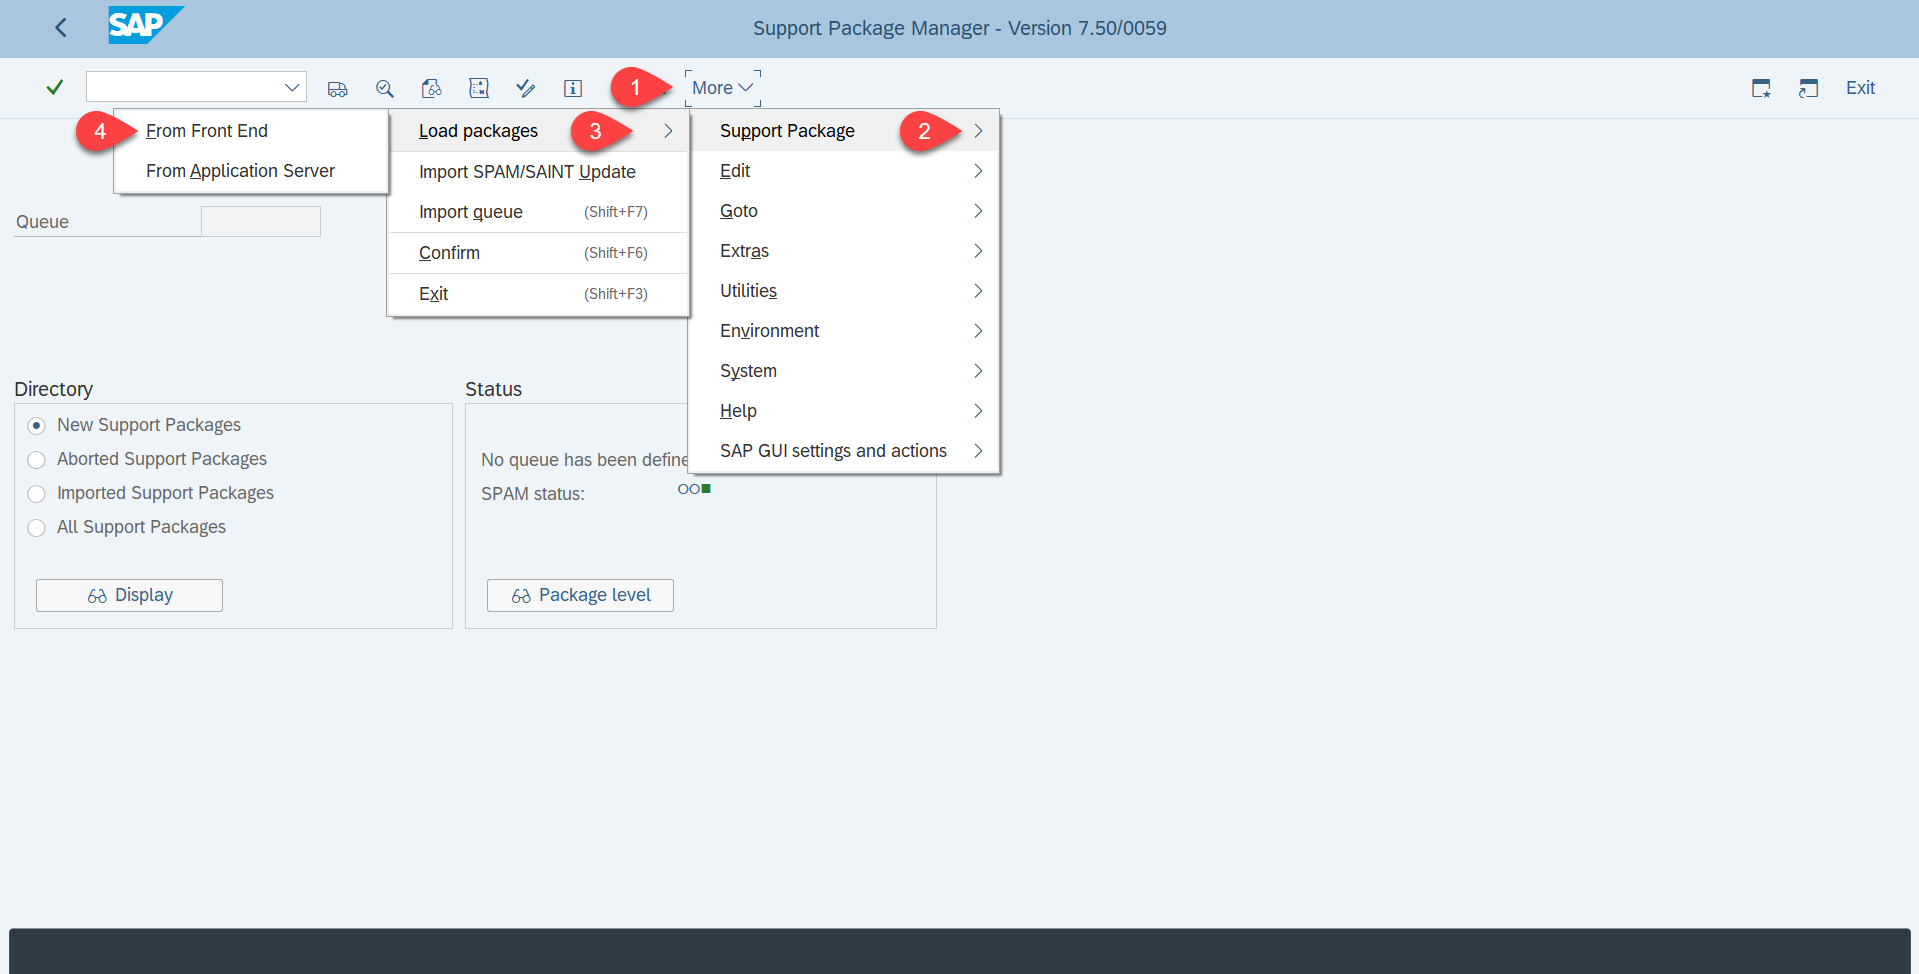 SAP
Support Package Manager - Version 7.50/0059
1
More
Exit
4
From Front End
From Application Server
Load packages
3
Import SPAM/SAINT Update
Import queue (Shift+F7)
Confirm (Shift+F6)
Exit (Shift+F3)
Support Package
2
Edit
Goto
Extras
Utilities
Environment
System
Help
SAP GUI settings and actions
Queue
Directory
New Support Packages
Aborted Support Packages
Imported Support Packages
All Support Packages
Display
Status
No queue has been define
SPAM status:
Package level